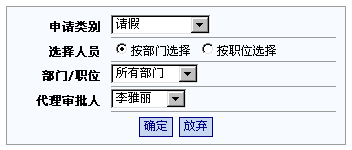 申请类别 请假
选择人员 按部门选择 按职位选择
部门/职位 所有部门
代理审批人 李雅丽
确定 放弃